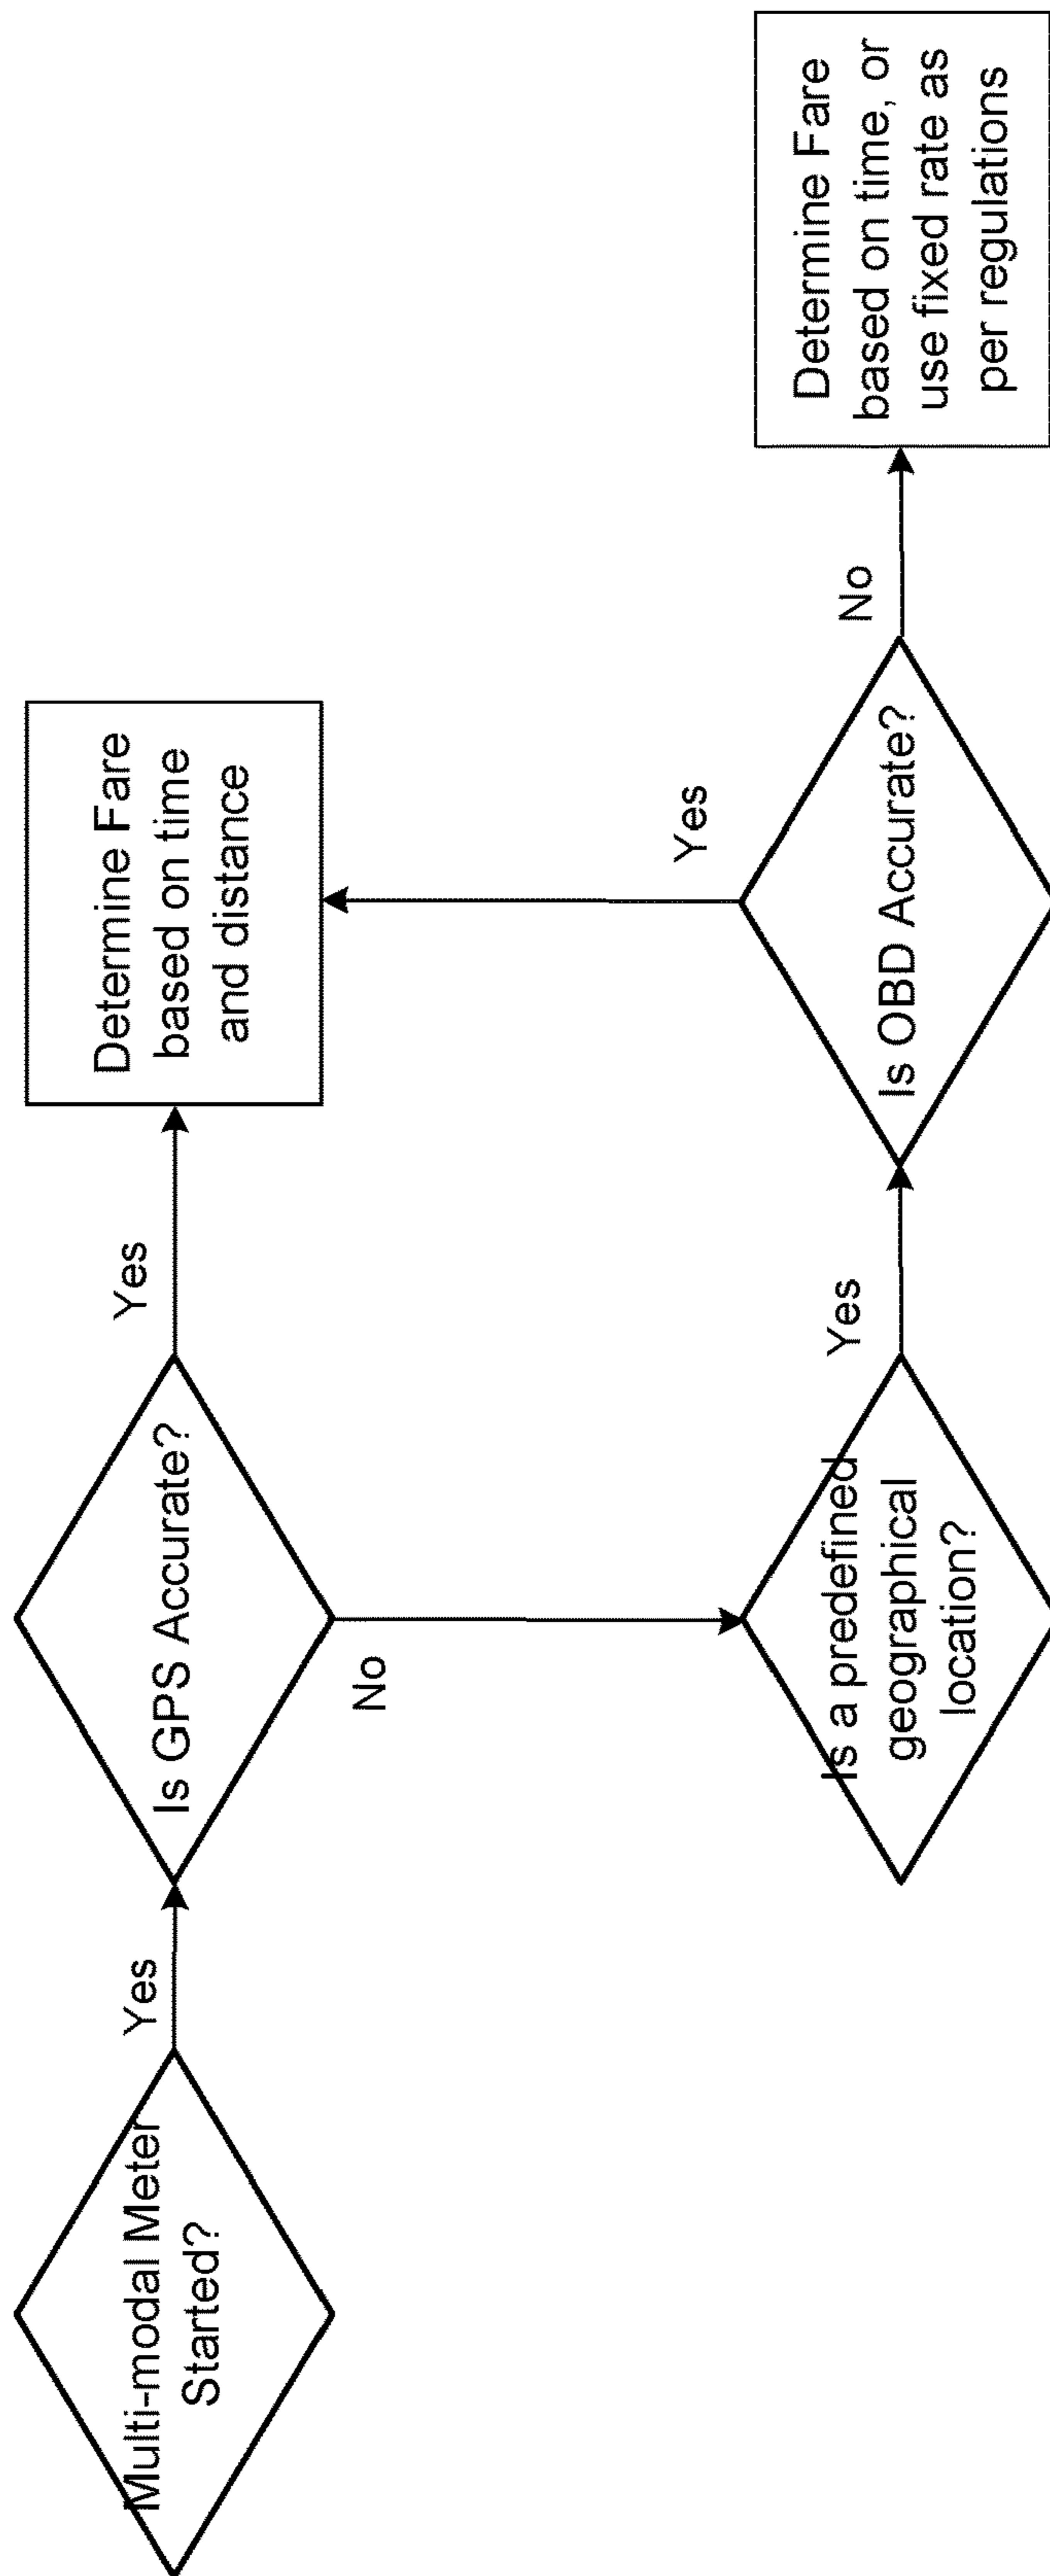 Multi-modal Meter
Started?
Yes
Is GPS Accurate?
Yes
Determine Fare
based on time
and distance
No
Is a predefined
geographical
location?
Yes
Is OBD Accurate?
Yes
No
Determine Fare
based on time, or
use fixed rate as
per regulations